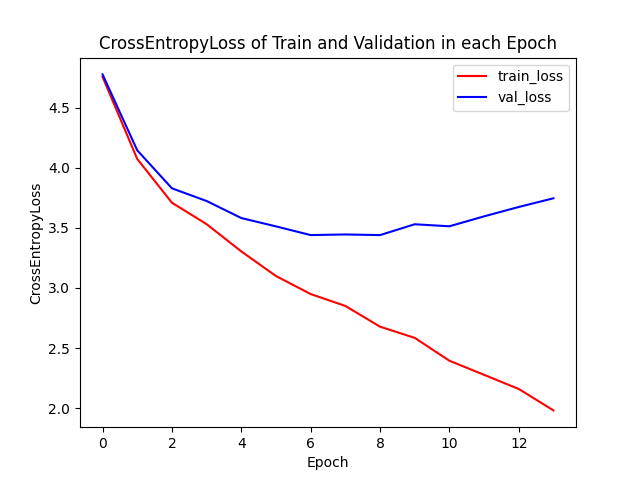 CrossEntropyLoss of Train and Validation in each Epoch
train_loss
val_loss
4.5
4.0
3.5
3.0
2.5
2.0
CrossEntropyLoss
0 2 4 6 8 10 12
Epoch